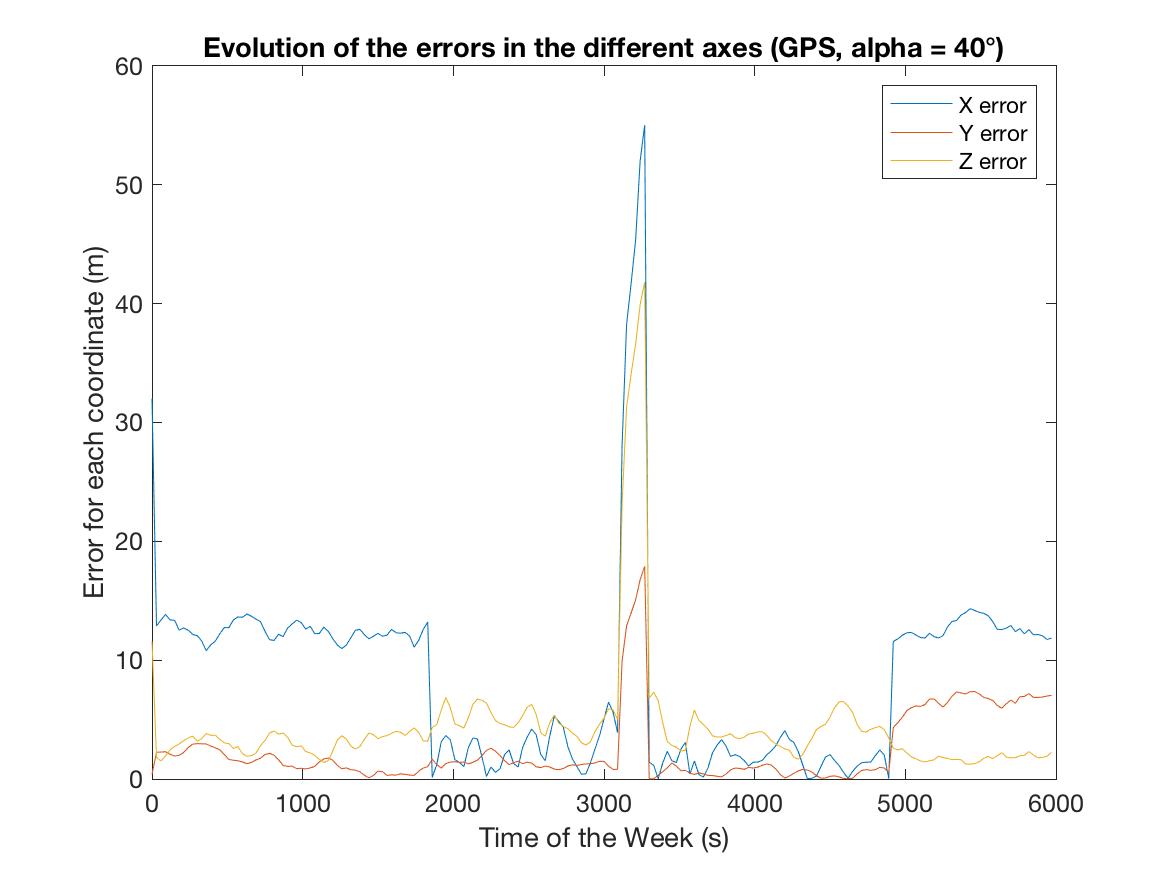 Evolution of the errors in the different axes (GPS, alpha = 40°)
60
50
40
30
20
10
0
Error for each coordinate (m)
X error
Y error
Z error
0 1000 2000 3000 4000 5000 6000
Time of the Week (s)